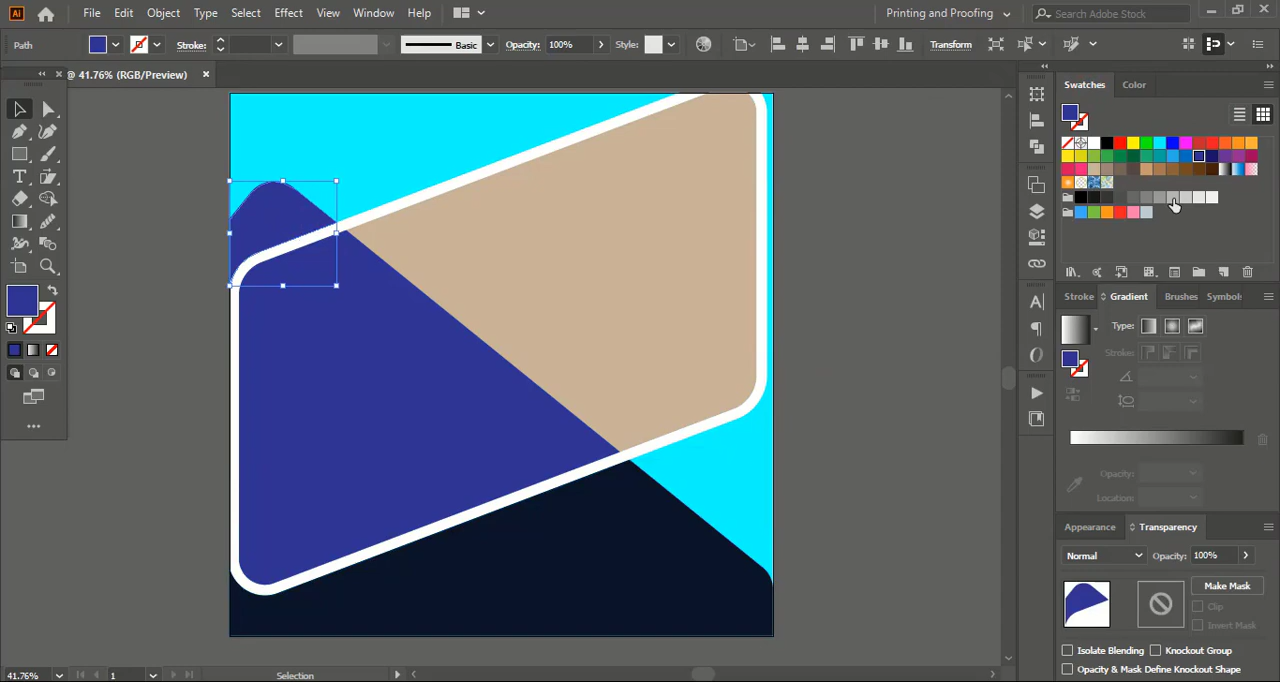 Ai File Edit Object Type Select Effect View Window Help Printing and Proofing Search Adobe Stock
Path Stroke: Basic Opacity: 100% Style: Transform
@ 41.76% (RGB/Preview)
Swatches Color
Stroke Gradient Brushes Symbol:
Type:
Stroke:
Opacity:
Location:
Appearance Transparency
Normal Opacity: 100%
Make Mask
Clip
Invert Mask
Isolate Blending Knockout Group
Opacity & Mask Define Knockout Shape
41.76% 1 Selection